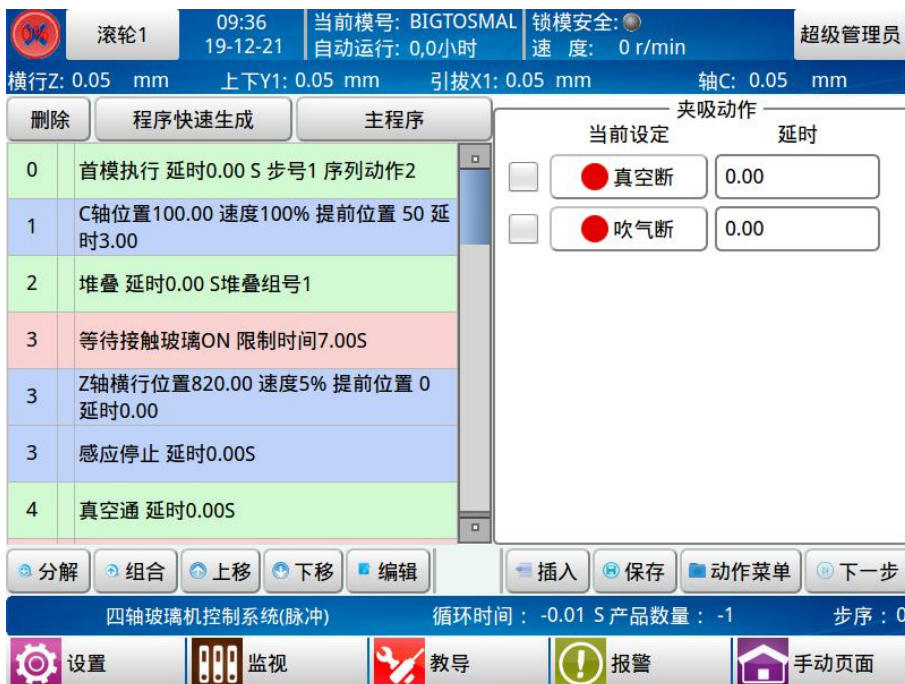 滚轮1
09:36
19-12-21
当前模号: BIGTOSMAL
自动运行: 0,0小时
锁模安全:
速 度: 0 r/min
超级管理员
横行Z: 0.05 mm 上下Y1: 0.05 mm 引拔X1: 0.05 mm 轴C: 0.05 mm
删除 程序快速生成 主程序
夹吸动作
当前设定 延时
真空断 0.00
吹气断 0.00
0 首模执行 延时0.00 S 步号1 序列动作2
1 C轴位置100.00 速度100% 提前位置 50 延
时3.00
2 堆叠 延时0.00 S堆叠组号1
3 等待接触玻璃ON 限制时间7.00S
3 Z轴横行位置820.00 速度5% 提前位置 0
延时0.00
3 感应停止 延时0.00S
4 真空通 延时0.00S
分解 组合 上移 下移 编辑 插入 保存 动作菜单 下一步
四轴玻璃机控制系统(脉冲) 循环时间： -0.01 S 产品数量： -1 步序：0
设置 监视 教导 报警 手动页面